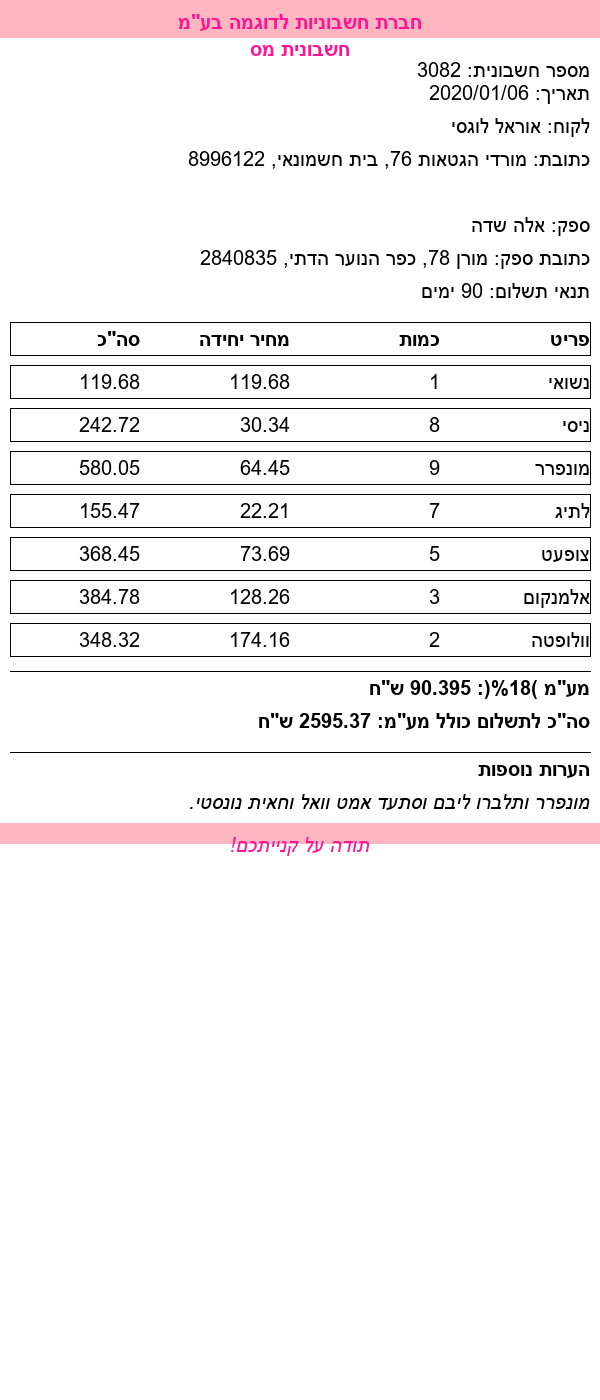 חברת חשבוניות לדוגמה בע"מ
חשבונית מס
מספר חשבונית: 3082
תאריך: 2020/01/06
לקוח: אוראל לוגסי
כתובת: מורדי הגטאות 76, בית חשמונאי, 8996122
ספק: אלה שדה
כתובת ספק: מורן 78, כפר הנוער הדתי, 2840835
תנאי תשלום: 90 ימים
פריט כמות מחיר יחידה סה"כ
נשואי 1 119.68 119.68
ניסי 8 30.34 242.72
מונפרר 9 64.45 580.05
לתיג 7 22.21 155.47
צופעט 5 73.69 368.45
אלמנקום 3 128.26 384.78
וולופטה 2 174.16 348.32
מע"מ )18%(: 90.395 ש"ח
סה"כ לתשלום כולל מע"מ: 2595.37 ש"ח
הערות נוספות
מונפרר ותלברו ליבם וסתעד אמט וואל וחאית נונסטי.
תודה על קנייתכם!